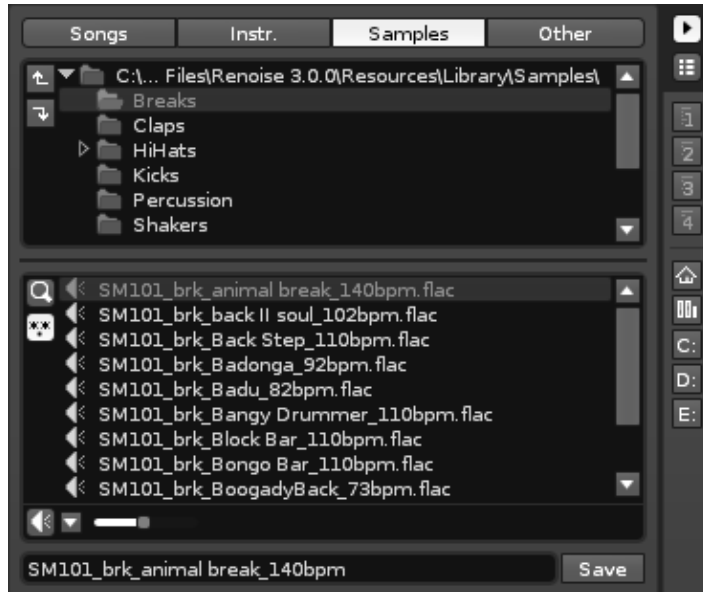 Songs Instr. Samples Other
C:\... Files\Renoise 3.0.0\Resources\Library\Samples\
Breaks
Claps
HiHats
Kicks
Percussion
Shakers
1
2
3
4
SM101_brk_animal break_140bpm.flac
SM101_brk_back II soul_102bpm.flac
SM101_brk_Back Step_110bpm.flac
SM101_brk_Badonga_92bpm.flac
SM101_brk_Badu_82bpm.flac
SM101_brk_Bangy Drummer_110bpm.flac
SM101_brk_Block Bar_110bpm.flac
SM101_brk_Bongo Bar_110bpm.flac
SM101_brk_BoogadyBack_73bpm.flac
C:
D:
E:
SM101_brk_animal break_140bpm Save